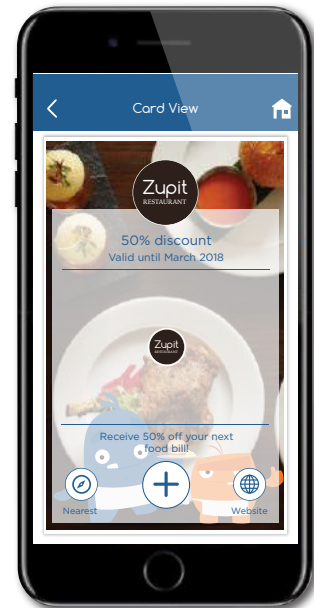 Card View
Zupit
RESTAURANT
50% discount
Valid until March 2018
Zupit
RESTAURANT
Receive 50% off your next
food bill!
Nearest
Website